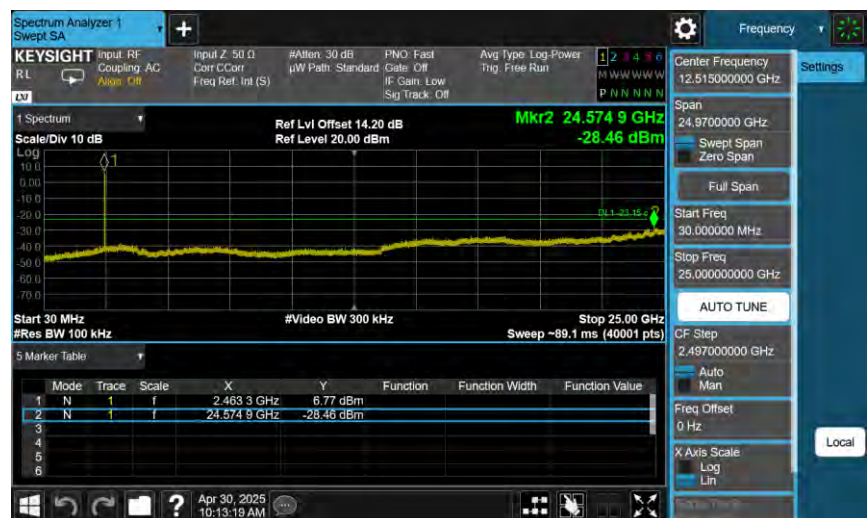 Spectrum Analyzer 1
Swept SA
Frequency
KEYSIGHT
RL
LXI
Input: RF
Coupling: AC
Align: Off
Input Z: 50 Ω
Corr CCorr
Freq Ref: Int (S)
#Atten: 30 dB
µW Path: Standard
PNO: Fast
Gate: Off
IF Gain: Low
Sig Track: Off
Avg Type: Log-Power
Trig: Free Run
1 2 3 4 5 6
M W W W W W
P N N N N N
1 Spectrum
Scale/Div 10 dB
Ref Lvl Offset 14.20 dB
Ref Level 20.00 dBm
Mkr2 24.574 9 GHz
-28.46 dBm
Log
10.0
0.00
-10.0
-20.0
-30.0
-40.0
-50.0
-60.0
-70.0
1
Start 30 MHz
#Res BW 100 kHz
#Video BW 300 kHz
Stop 25.00 GHz
Sweep ~89.1 ms (40001 pts)
5 Marker Table
Mode Trace Scale X Y Function Function Width Function Value
1 N 1 f 2.463 3 GHz 6.77 dBm
2 N 1 f 24.574 9 GHz -28.46 dBm
3
4
5
6
?
Apr 30, 2025
10:13:19 AM
Center Frequency
12.515000000 GHz
Settings
Span
24.9700000 GHz
Swept Span
Zero Span
Full Span
Start Freq
30.000000 MHz
Stop Freq
25.000000000 GHz
AUTO TUNE
CF Step
2.497000000 GHz
Auto
Man
Freq Offset
0 Hz
X Axis Scale
Log
Lin
Local